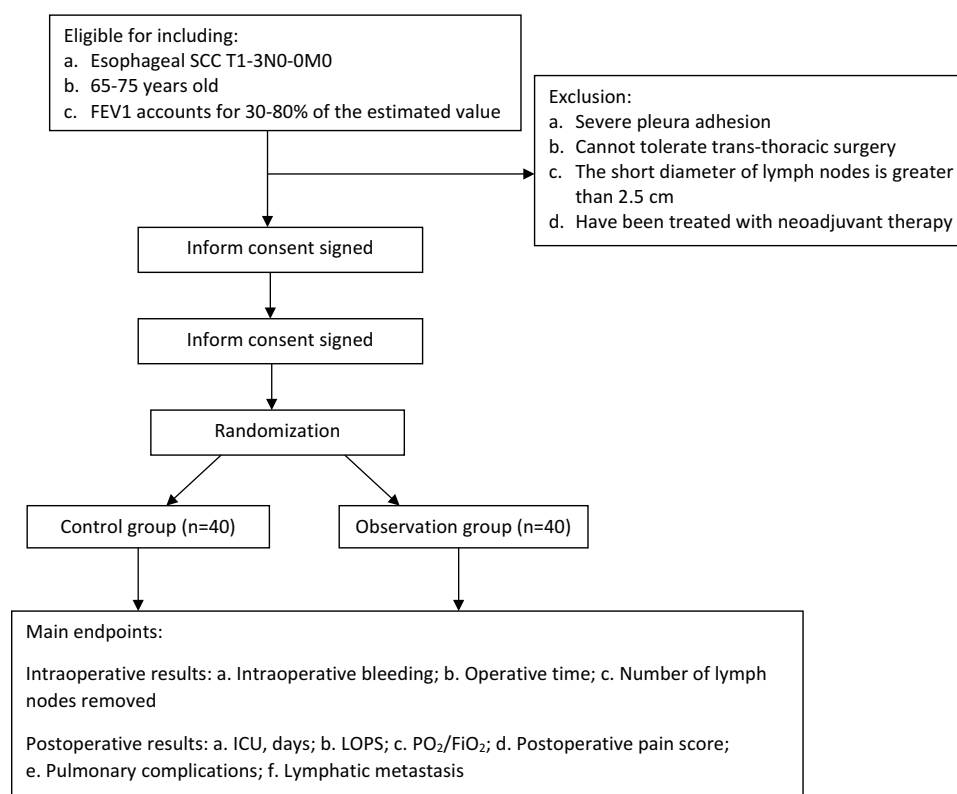 Eligible for including:
a. Esophageal SCC T1-3N0-0M0
b. 65-75 years old
c. FEV1 accounts for 30-80% of the estimated value
Exclusion:
a. Severe pleura adhesion
b. Cannot tolerate trans-thoracic surgery
c. The short diameter of lymph nodes is greater
than 2.5 cm
d. Have been treated with neoadjuvant therapy
Inform consent signed
Inform consent signed
Randomization
Control group (n=40)
Observation group (n=40)
Main endpoints:
Intraoperative results: a. Intraoperative bleeding; b. Operative time; c. Number of lymph
nodes removed
Postoperative results: a. ICU, days; b. LOPS; c. PO₂/FiO₂; d. Postoperative pain score;
e. Pulmonary complications; f. Lymphatic metastasis